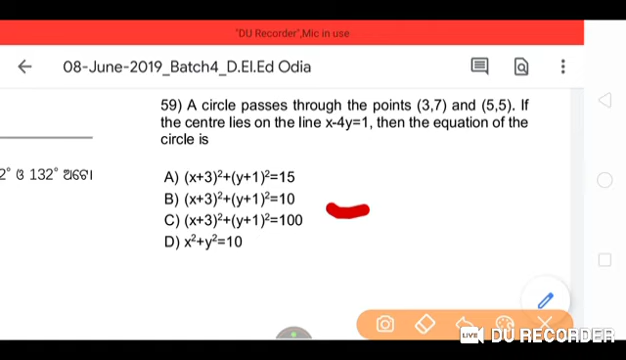 "DU Recorder",Mic in use
08-June-2019_Batch4_D.El.Ed Odia
59) A circle passes through the points (3,7) and (5,5). If
the centre lies on the line x-4y=1, then the equation of the
circle is
2° ଓ 132° ଅଟେ।
A) (x+3)²+(y+1)²=15
B) (x+3)²+(y+1)²=10
C) (x+3)²+(y+1)²=100
D) x²+y²=10
LIVE DU RECORDER